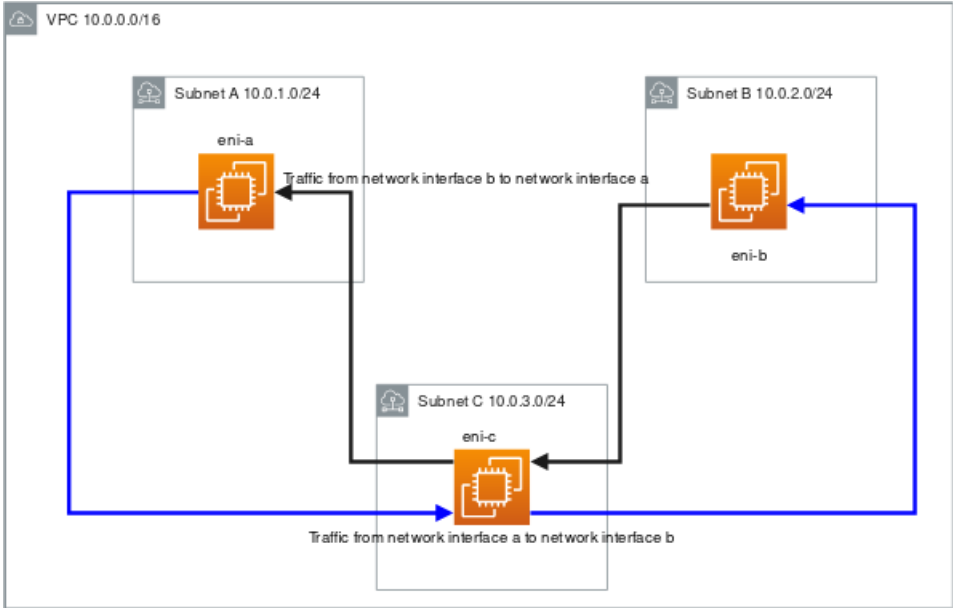 VPC 10.0.0.0/16
Subnet A 10.0.1.0/24
Subnet B 10.0.2.0/24
eni-a
Traffic from network interface b to network interface a
eni-b
Subnet C 10.0.3.0/24
eni-c
Traffic from network interface a to network interface b